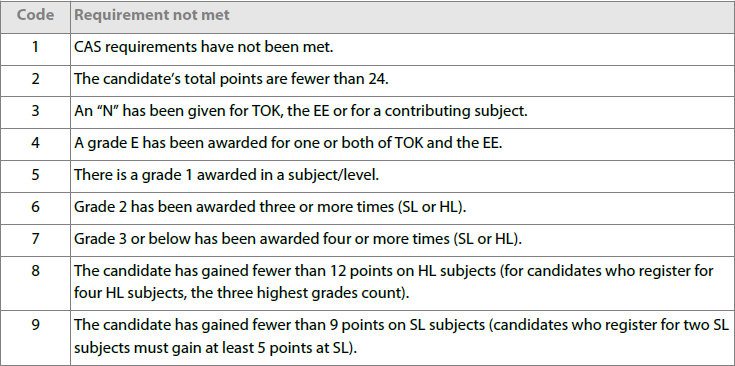 Code Requirement not met
1 CAS requirements have not been met.
2 The candidate’s total points are fewer than 24.
3 An “N” has been given for TOK, the EE or for a contributing subject.
4 A grade E has been awarded for one or both of TOK and the EE.
5 There is a grade 1 awarded in a subject/level.
6 Grade 2 has been awarded three or more times (SL or HL).
7 Grade 3 or below has been awarded four or more times (SL or HL).
8 The candidate has gained fewer than 12 points on HL subjects (for candidates who register for
four HL subjects, the three highest grades count).
9 The candidate has gained fewer than 9 points on SL subjects (candidates who register for two SL
subjects must gain at least 5 points at SL).